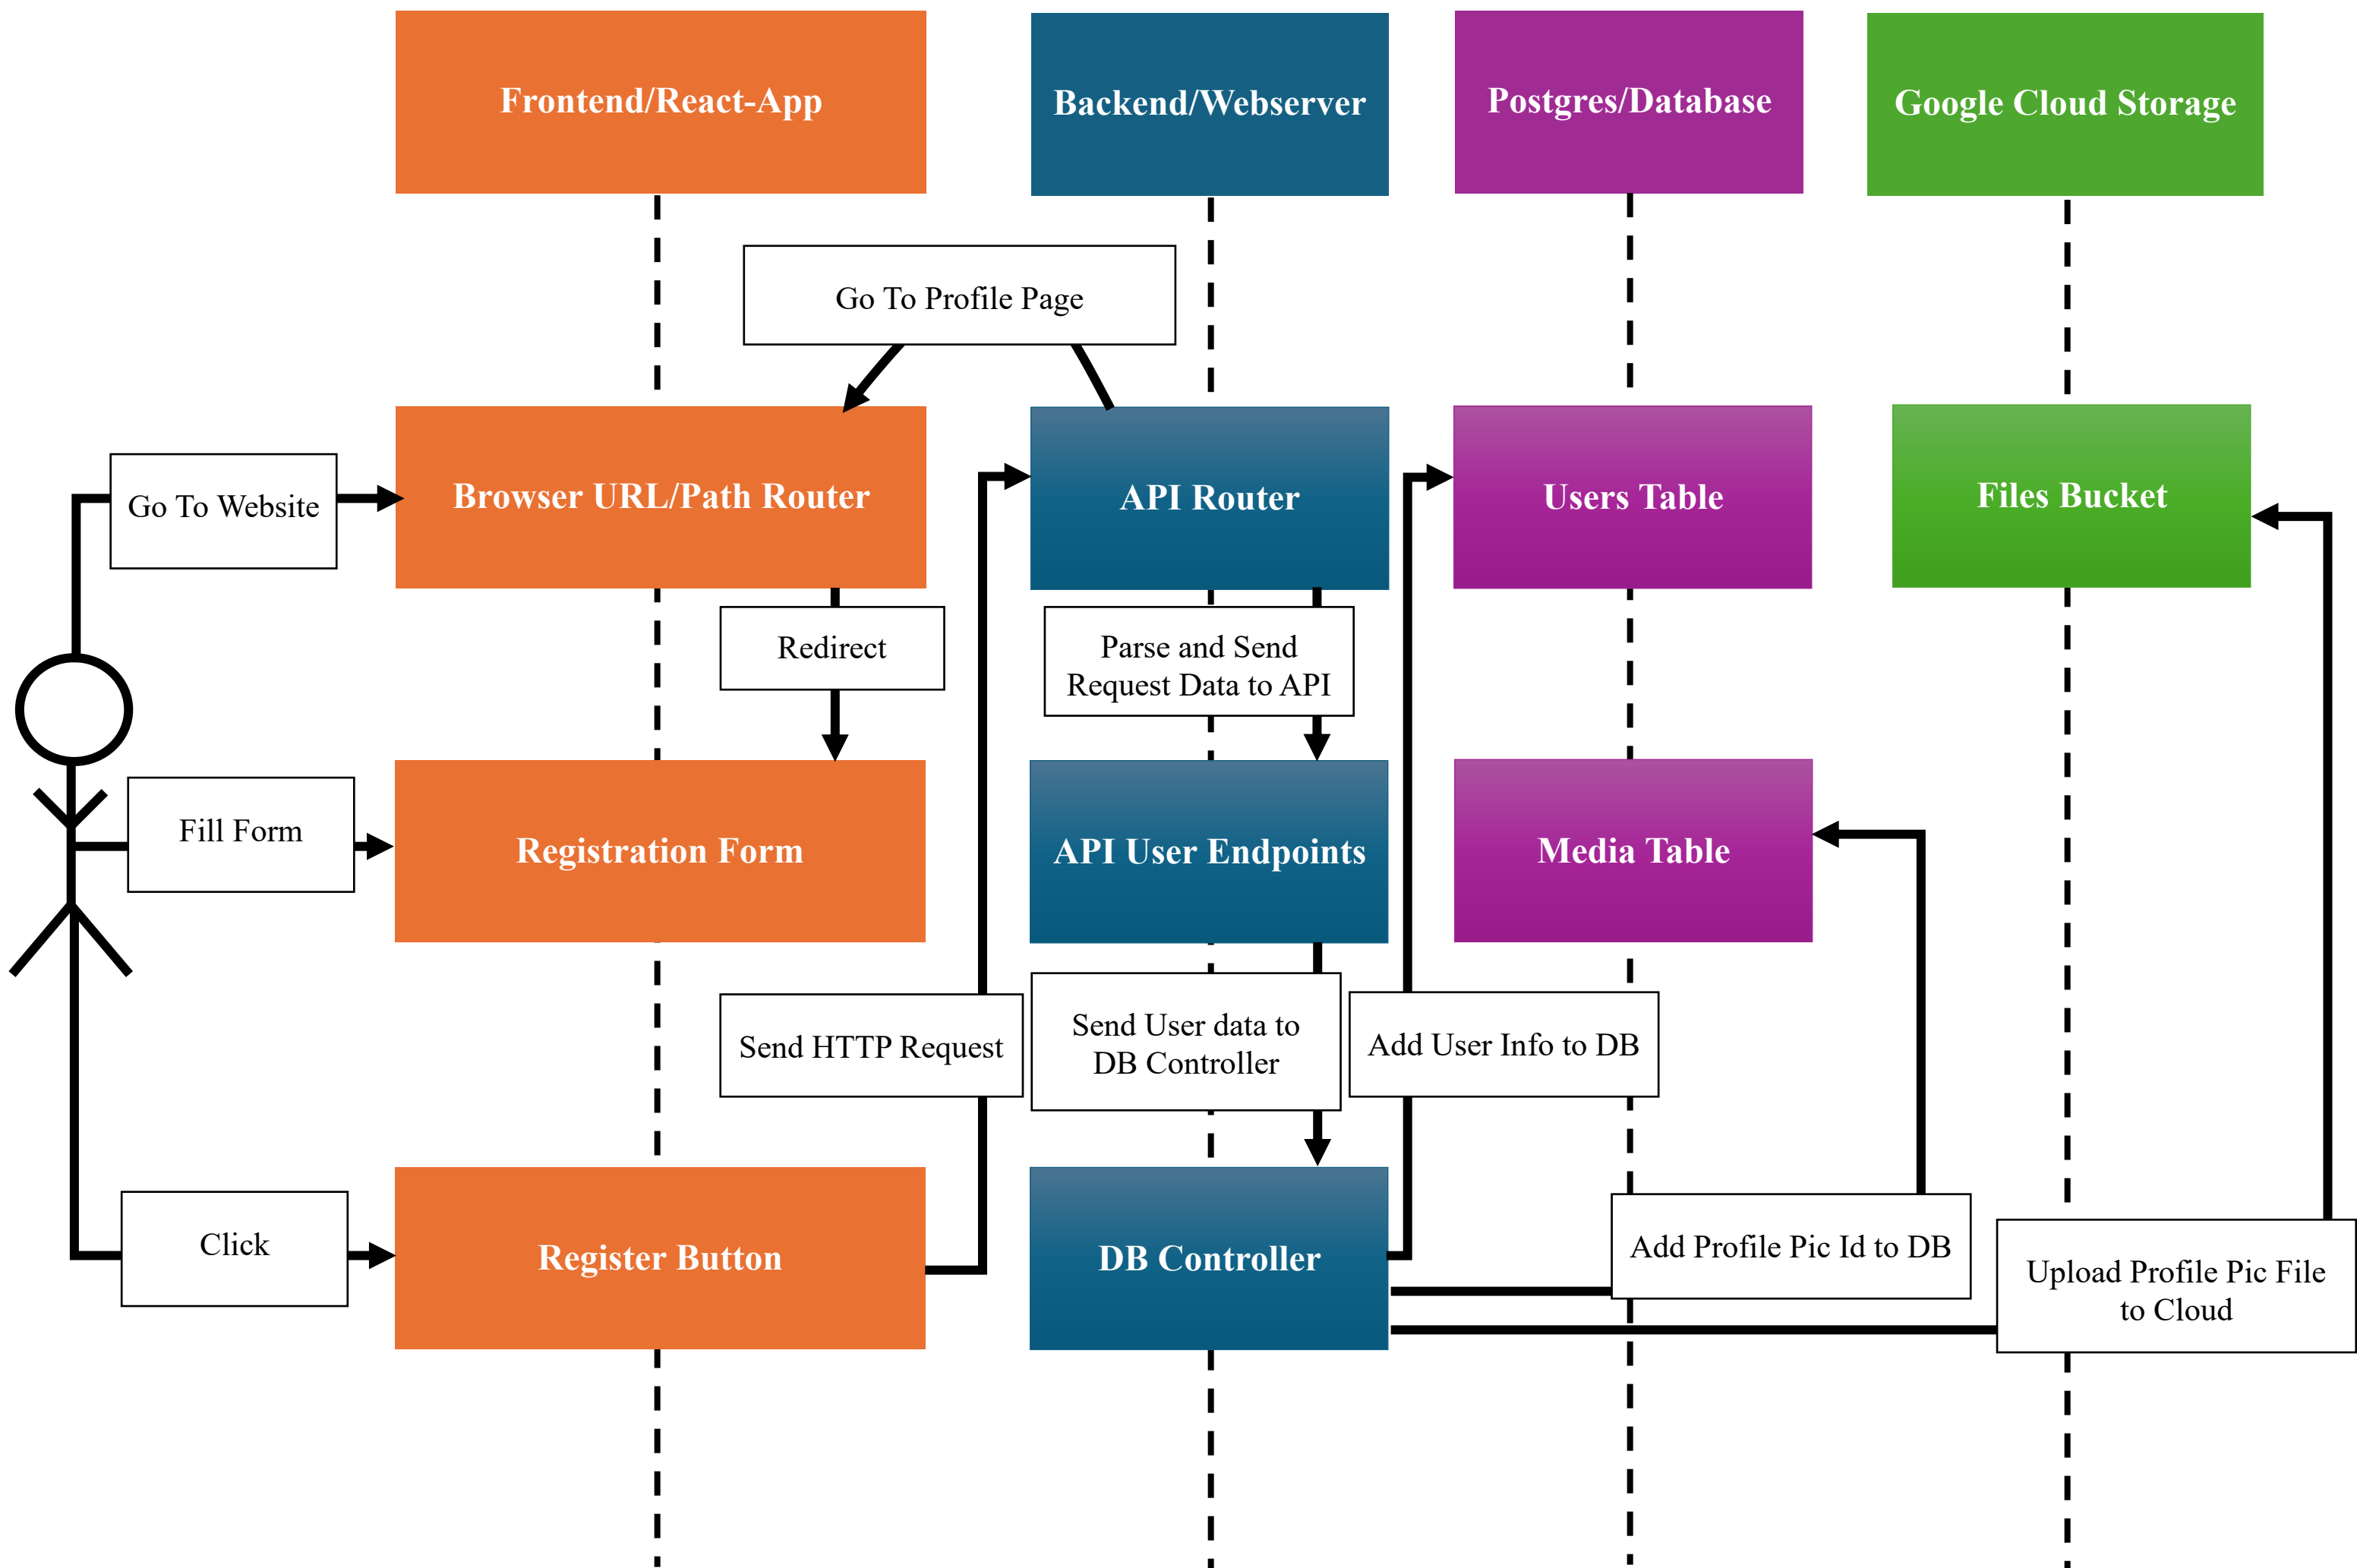 Frontend/React-App
Backend/Webserver
Postgres/Database
Google Cloud Storage
Go To Profile Page
Go To Website
Browser URL/Path Router
API Router
Users Table
Files Bucket
Redirect
Parse and Send
Request Data to API
Fill Form
Registration Form
API User Endpoints
Media Table
Send HTTP Request
Send User data to
DB Controller
Add User Info to DB
Click
Register Button
DB Controller
Add Profile Pic Id to DB
Upload Profile Pic File
to Cloud